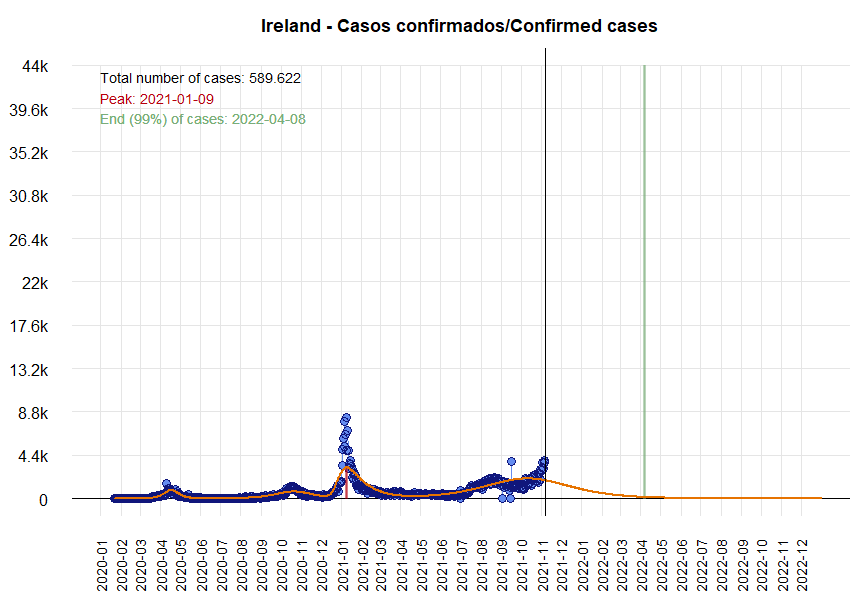 Ireland - Casos confirmados/Confirmed cases
Total number of cases: 589.622
Peak: 2021-01-09
End (99%) of cases: 2022-04-08
44k
39.6k
35.2k
30.8k
26.4k
22k
17.6k
13.2k
8.8k
4.4k
0
2020-01
2020-02
2020-03
2020-04
2020-05
2020-06
2020-07
2020-08
2020-09
2020-10
2020-11
2020-12
2021-01
2021-02
2021-03
2021-04
2021-05
2021-06
2021-07
2021-08
2021-09
2021-10
2021-11
2021-12
2022-01
2022-02
2022-03
2022-04
2022-05
2022-06
2022-07
2022-08
2022-09
2022-10
2022-11
2022-12